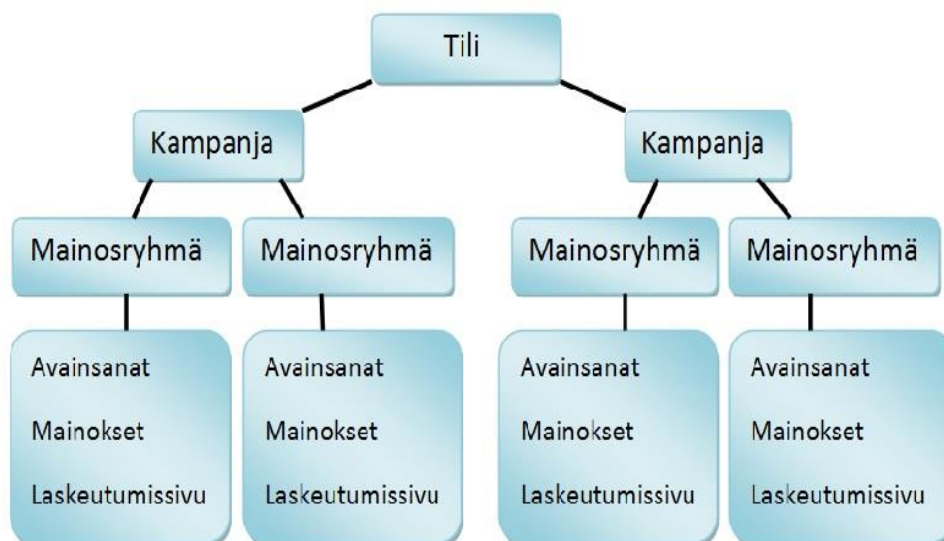 Tili
Kampanja
Kampanja
Mainosryhmä
Mainosryhmä
Mainosryhmä
Mainosryhmä
Avainsanat
Mainokset
Laskeutumissivu
Avainsanat
Mainokset
Laskeutumissivu
Avainsanat
Mainokset
Laskeutumissivu
Avainsanat
Mainokset
Laskeutumissivu